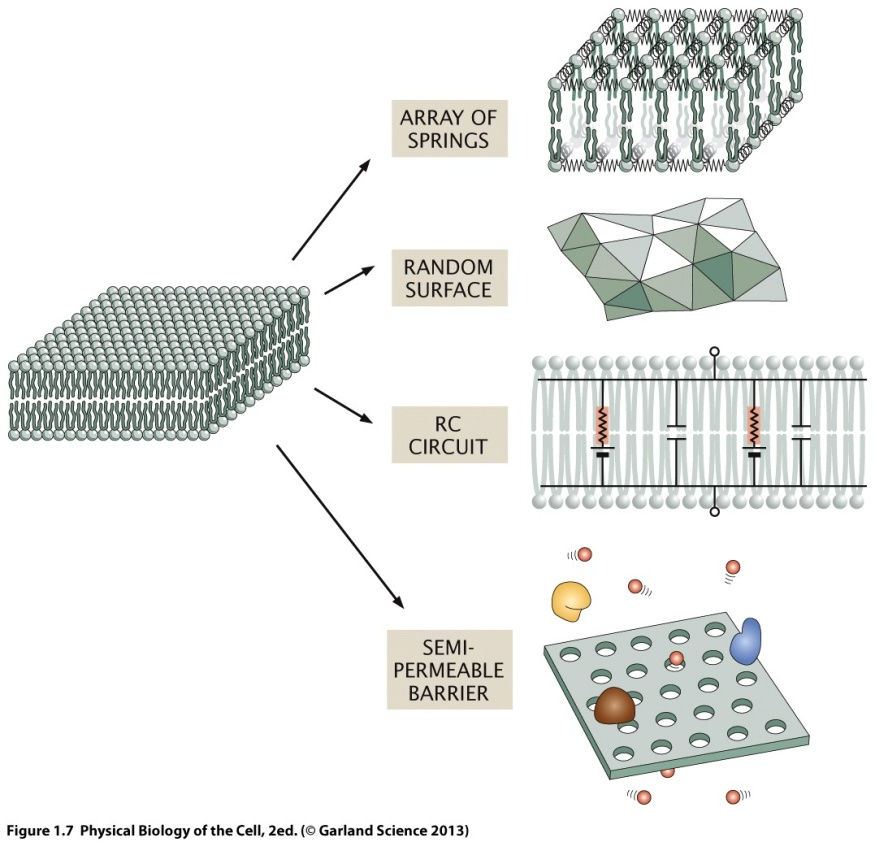 ARRAY OF
SPRINGS
RANDOM
SURFACE
RC
CIRCUIT
SEMI-
PERMEABLE
BARRIER
Figure 1.7 Physical Biology of the Cell, 2ed. (© Garland Science 2013)